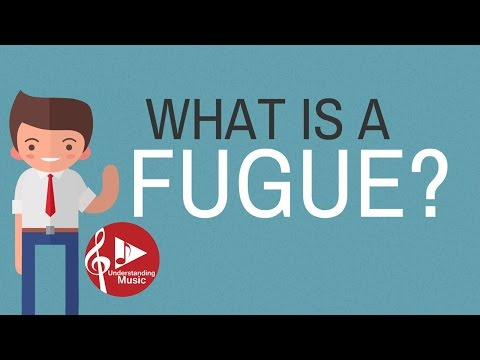 WHAT IS A
FUGUE?
Understanding
Music